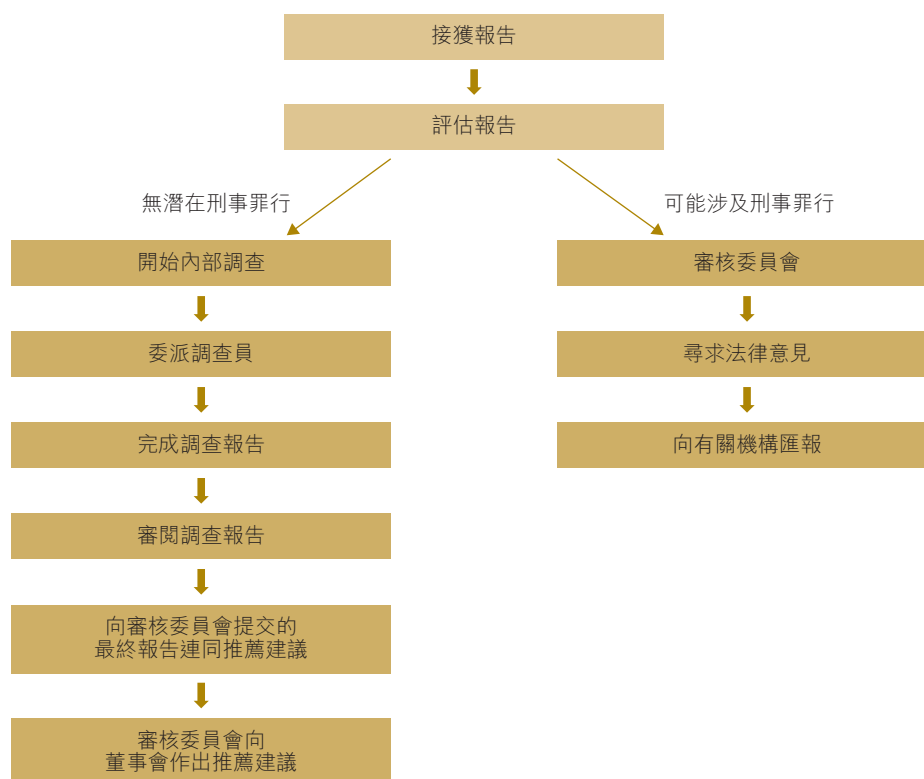 接獲報告
評估報告
無潛在刑事罪行
開始內部調查
委派調查員
完成調查報告
審閱調查報告
向審核委員會提交的
最終報告連同推薦建議
審核委員會向
董事會作出推薦建議
可能涉及刑事罪行
審核委員會
尋求法律意見
向有關機構匯報